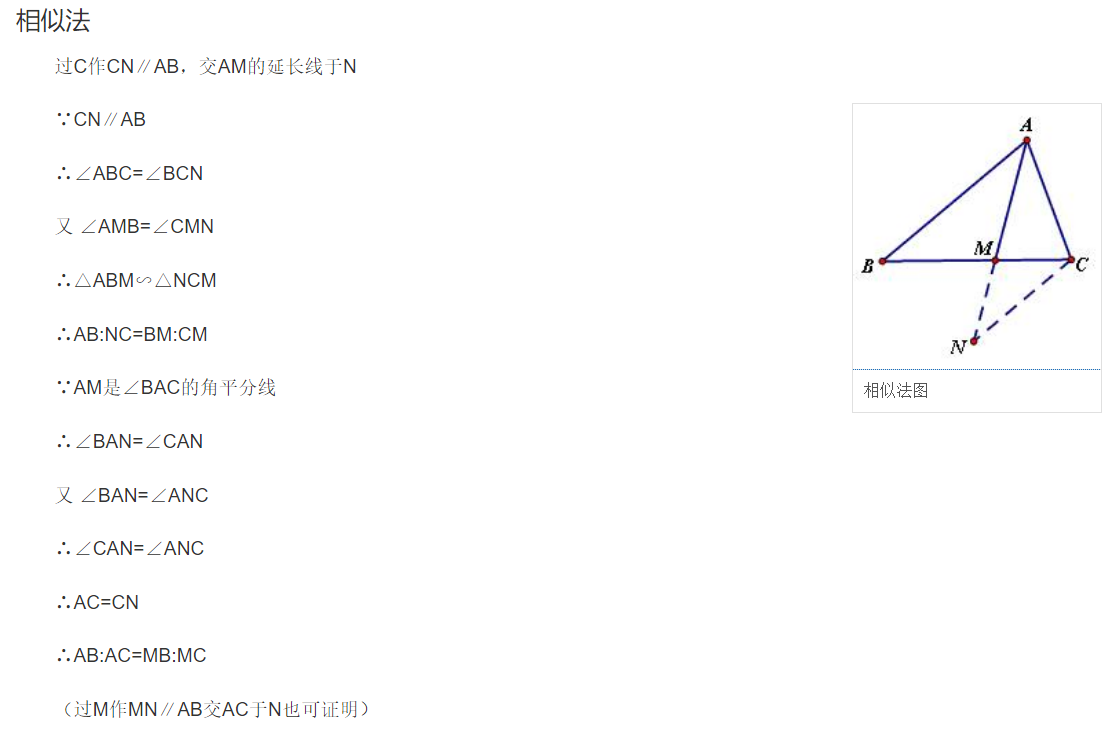 相似法
过C作CN∥AB，交AM的延长线于N
∵CN∥AB
∴∠ABC=∠BCN
又 ∠AMB=∠CMN
∴△ABM∽△NCM
∴AB:NC=BM:CM
∵AM是∠BAC的角平分线
∴∠BAN=∠CAN
又 ∠BAN=∠ANC
∴∠CAN=∠ANC
∴AC=CN
∴AB:AC=MB:MC
（过M作MN∥AB交AC于N也可证明）
A
M
B
C
N
相似法图